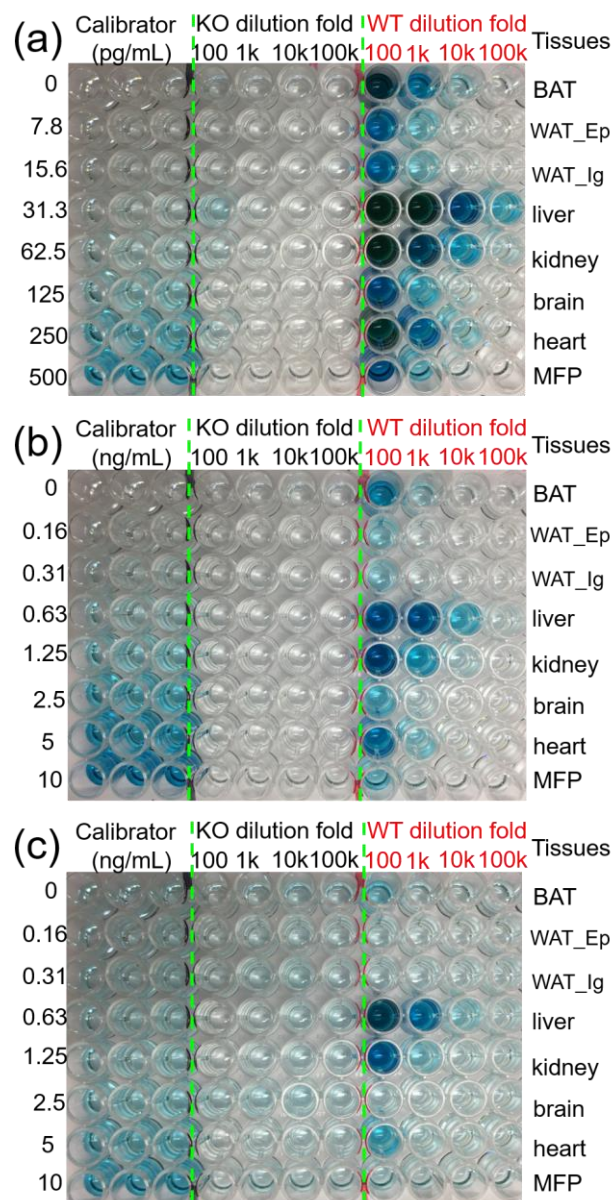 (a) Calibrator KO dilution fold WT dilution fold Tissues
(pg/mL) 100 1k 10k 100k 100 1k 10k 100k
0 BAT
7.8 WAT_Ep
15.6 WAT_Ig
31.3 liver
62.5 kidney
125 brain
250 heart
500 MFP
(b) Calibrator KO dilution fold WT dilution fold Tissues
(ng/mL) 100 1k 10k 100k 100 1k 10k 100k
0 BAT
0.16 WAT_Ep
0.31 WAT_Ig
0.63 liver
1.25 kidney
2.5 brain
5 heart
10 MFP
(c) Calibrator KO dilution fold WT dilution fold Tissues
(ng/mL) 100 1k 10k 100k 100 1k 10k 100k
0 BAT
0.16 WAT_Ep
0.31 WAT_Ig
0.63 liver
1.25 kidney
2.5 brain
5 heart
10 MFP